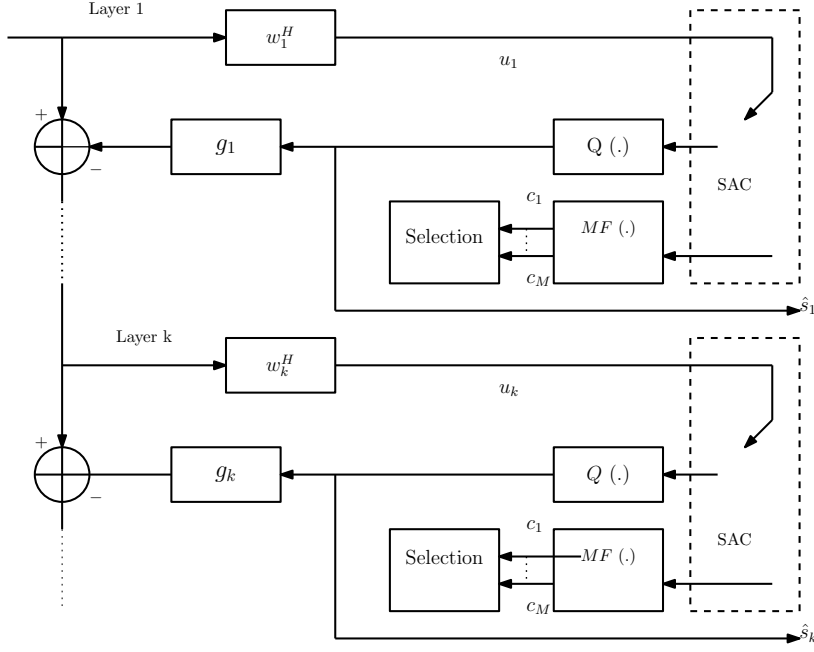 Layer 1
w_1^H
u_1
+
g_1
Q (.)
−
SAC
c_1
Selection
MF (.)
c_M
ŝ_1
Layer k
w_k^H
u_k
+
g_k
Q (.)
−
c_1
SAC
Selection
MF (.)
c_M
ŝ_k